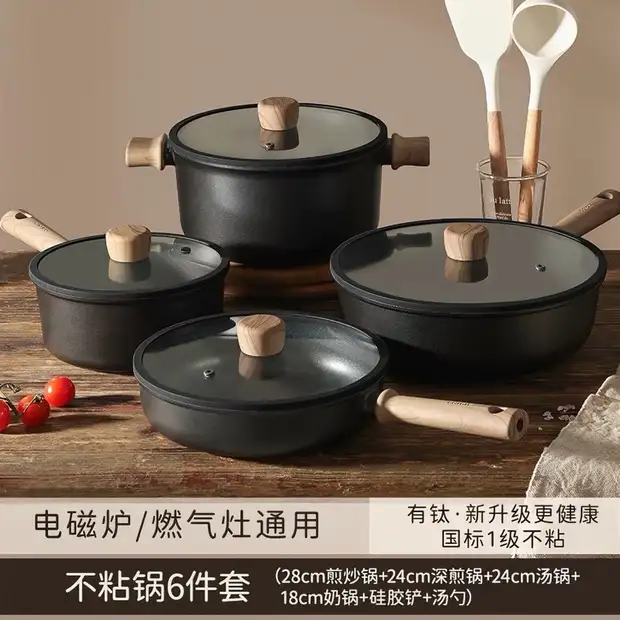 电磁炉/燃气灶通用
有钛·新升级更健康
国标1级不粘
不粘锅6件套
（28cm煎炒锅+24cm深煎锅+24cm汤锅+
18cm奶锅+硅胶铲+汤勺）